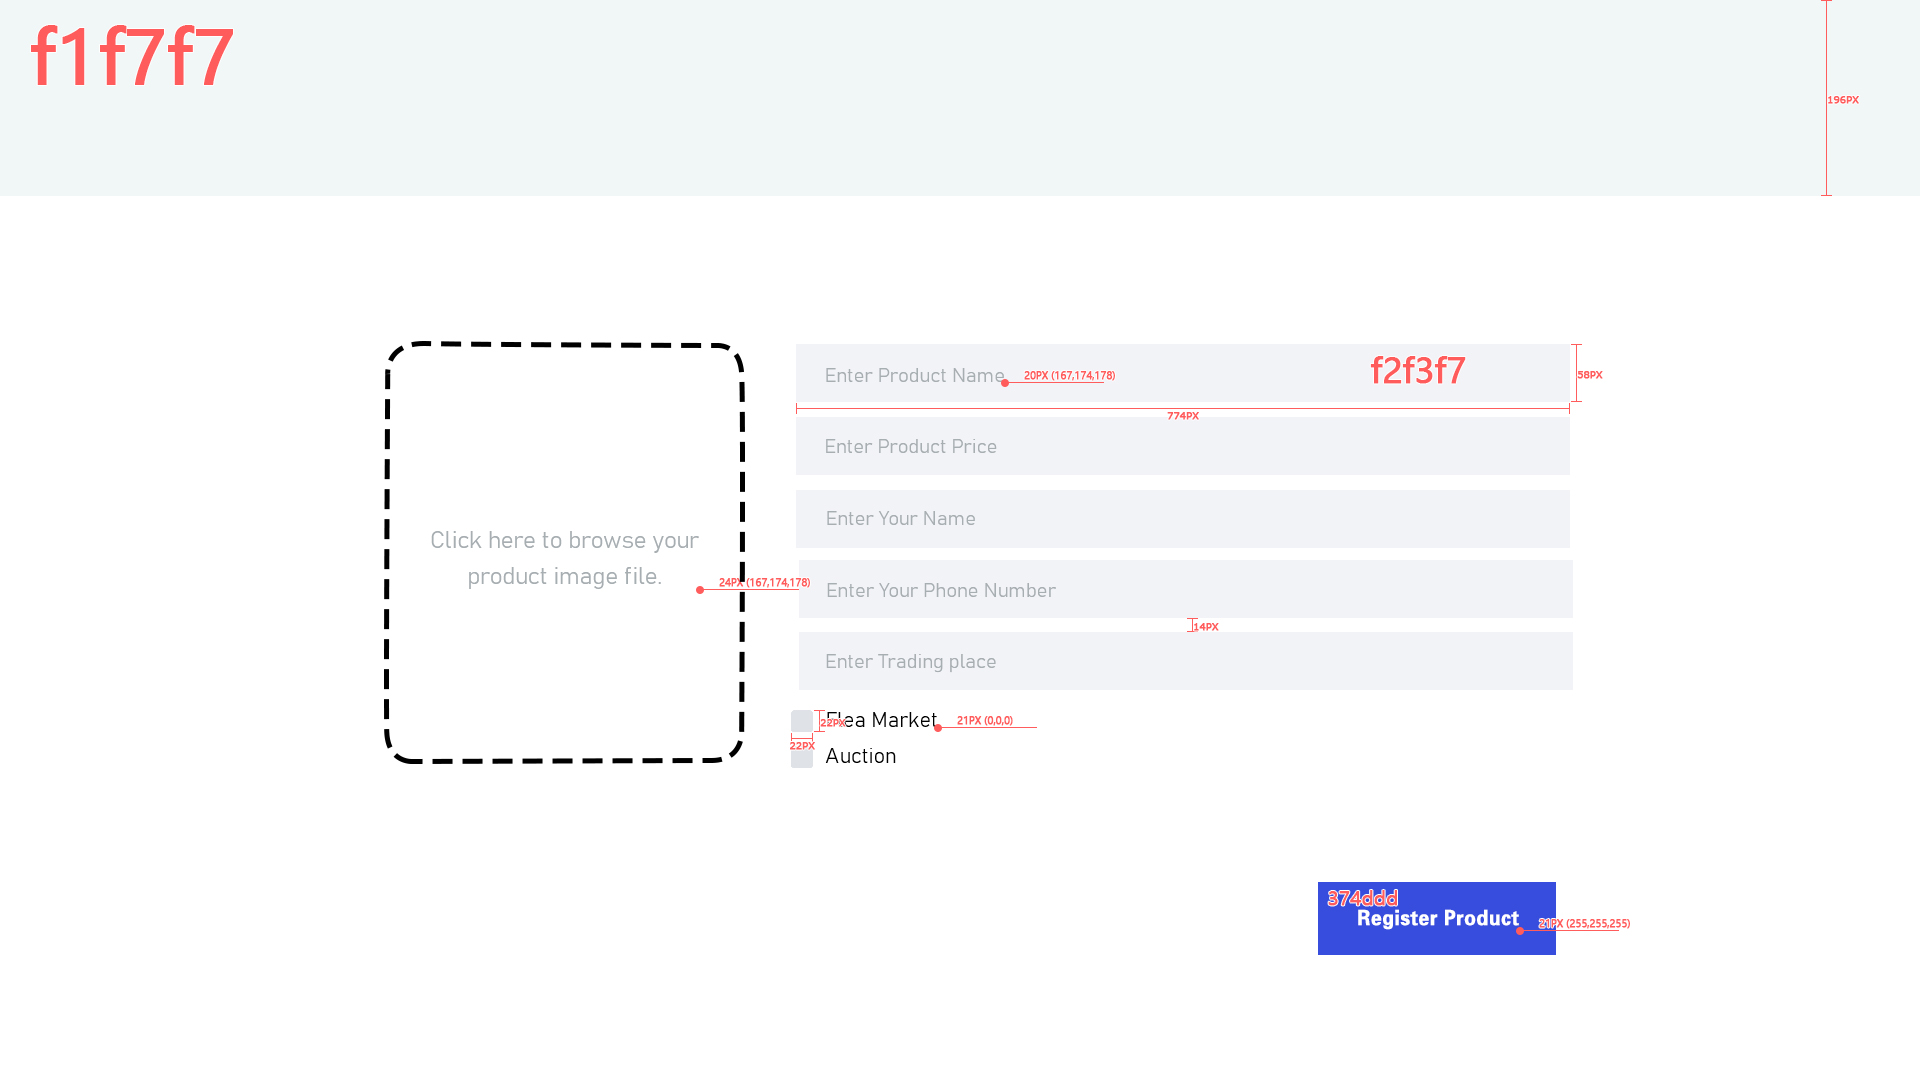 f1f7f7
196PX
Enter Product Name
20PX (167,174,178)
f2f3f7
58PX
774PX
Enter Product Price
Enter Your Name
Click here to browse your
product image file.
24PX (167,174,178)
Enter Your Phone Number
14PX
Enter Trading place
Flea Market
22PX
21PX (0,0,0)
22PX
Auction
374ddd
Register Product
21PX (255,255,255)